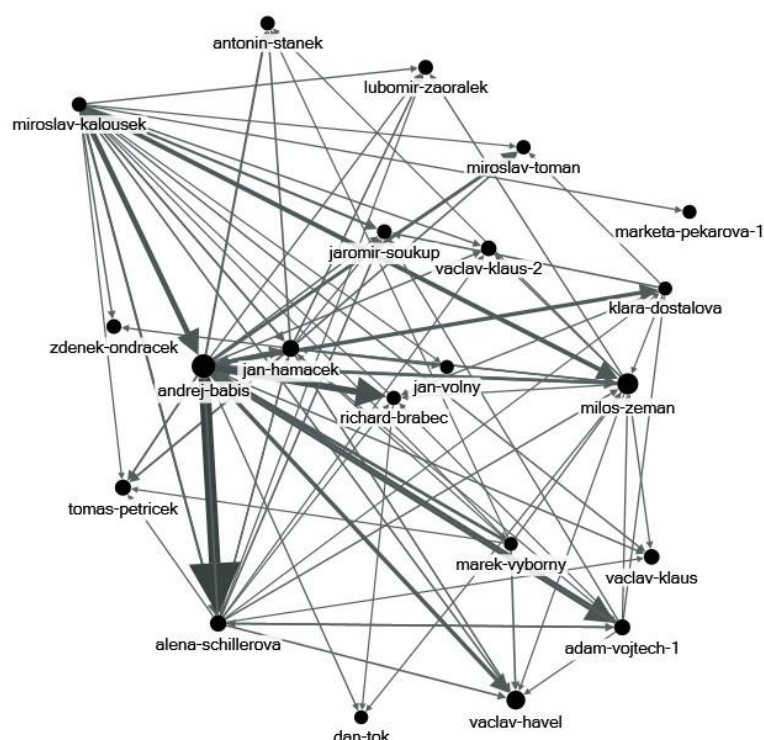 antonin-stanek
lubomir-zaoralek
miroslav-kalousek
miroslav-toman
marketa-pekarova-1
jaromir-soukup
vaclav-klaus-2
klara-dostalova
zdenek-ondracek
jan-hamacek
jan-volny
andrej-babis
milos-zeman
richard-brabec
tomas-petricek
marek-vyborny
vaclav-klaus
alena-schillerova
adam-vojtech-1
vaclav-havel
dan-tok